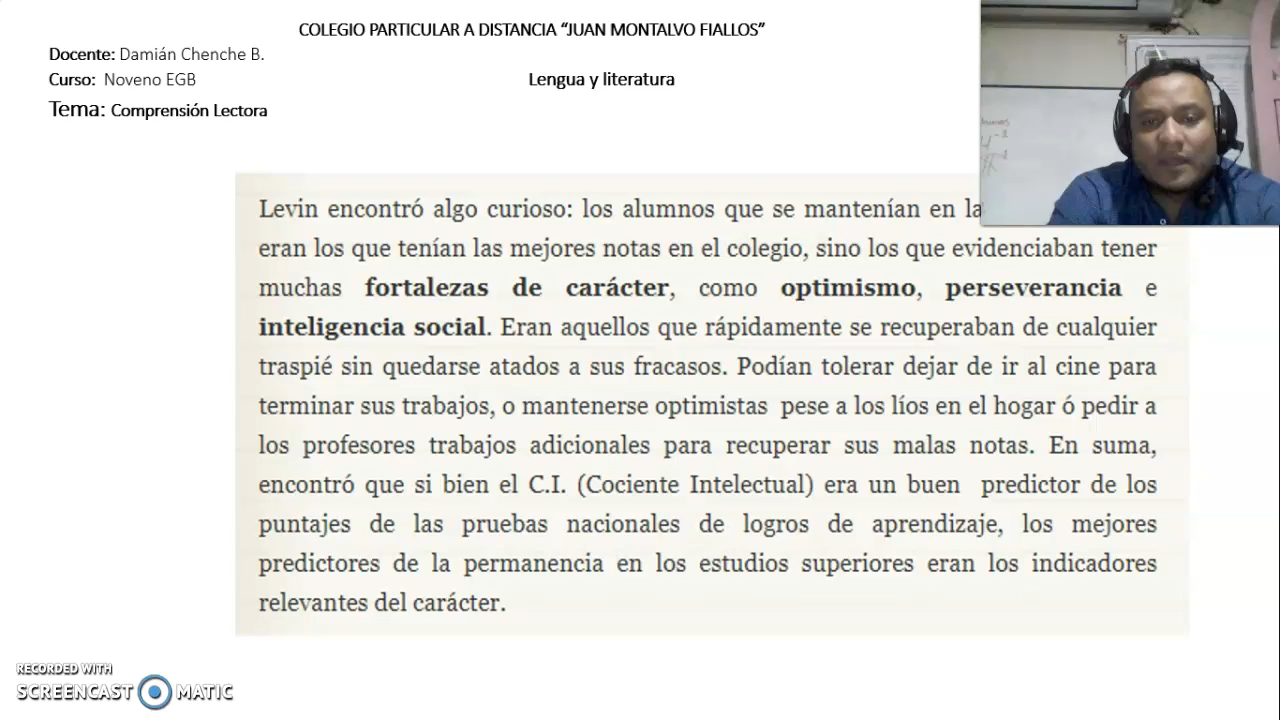 COLEGIO PARTICULAR A DISTANCIA “JUAN MONTALVO FIALLOS”
Docente: Damián Chenche B.
Curso: Noveno EGB
Lengua y literatura
Tema: Comprensión Lectora
Levin encontró algo curioso: los alumnos que se mantenían en
eran los que tenían las mejores notas en el colegio, sino los que evidenciaban tener
muchas fortalezas de carácter, como optimismo, perseverancia e
inteligencia social. Eran aquellos que rápidamente se recuperaban de cualquier
traspié sin quedarse atados a sus fracasos. Podían tolerar dejar de ir al cine para
terminar sus trabajos, o mantenerse optimistas pese a los líos en el hogar ó pedir a
los profesores trabajos adicionales para recuperar sus malas notas. En suma,
encontró que si bien el C.I. (Cociente Intelectual) era un buen predictor de los
puntajes de las pruebas nacionales de logros de aprendizaje, los mejores
predictores de la permanencia en los estudios superiores eran los indicadores
relevantes del carácter.
RECORDED WITH
SCREENCAST MATIC